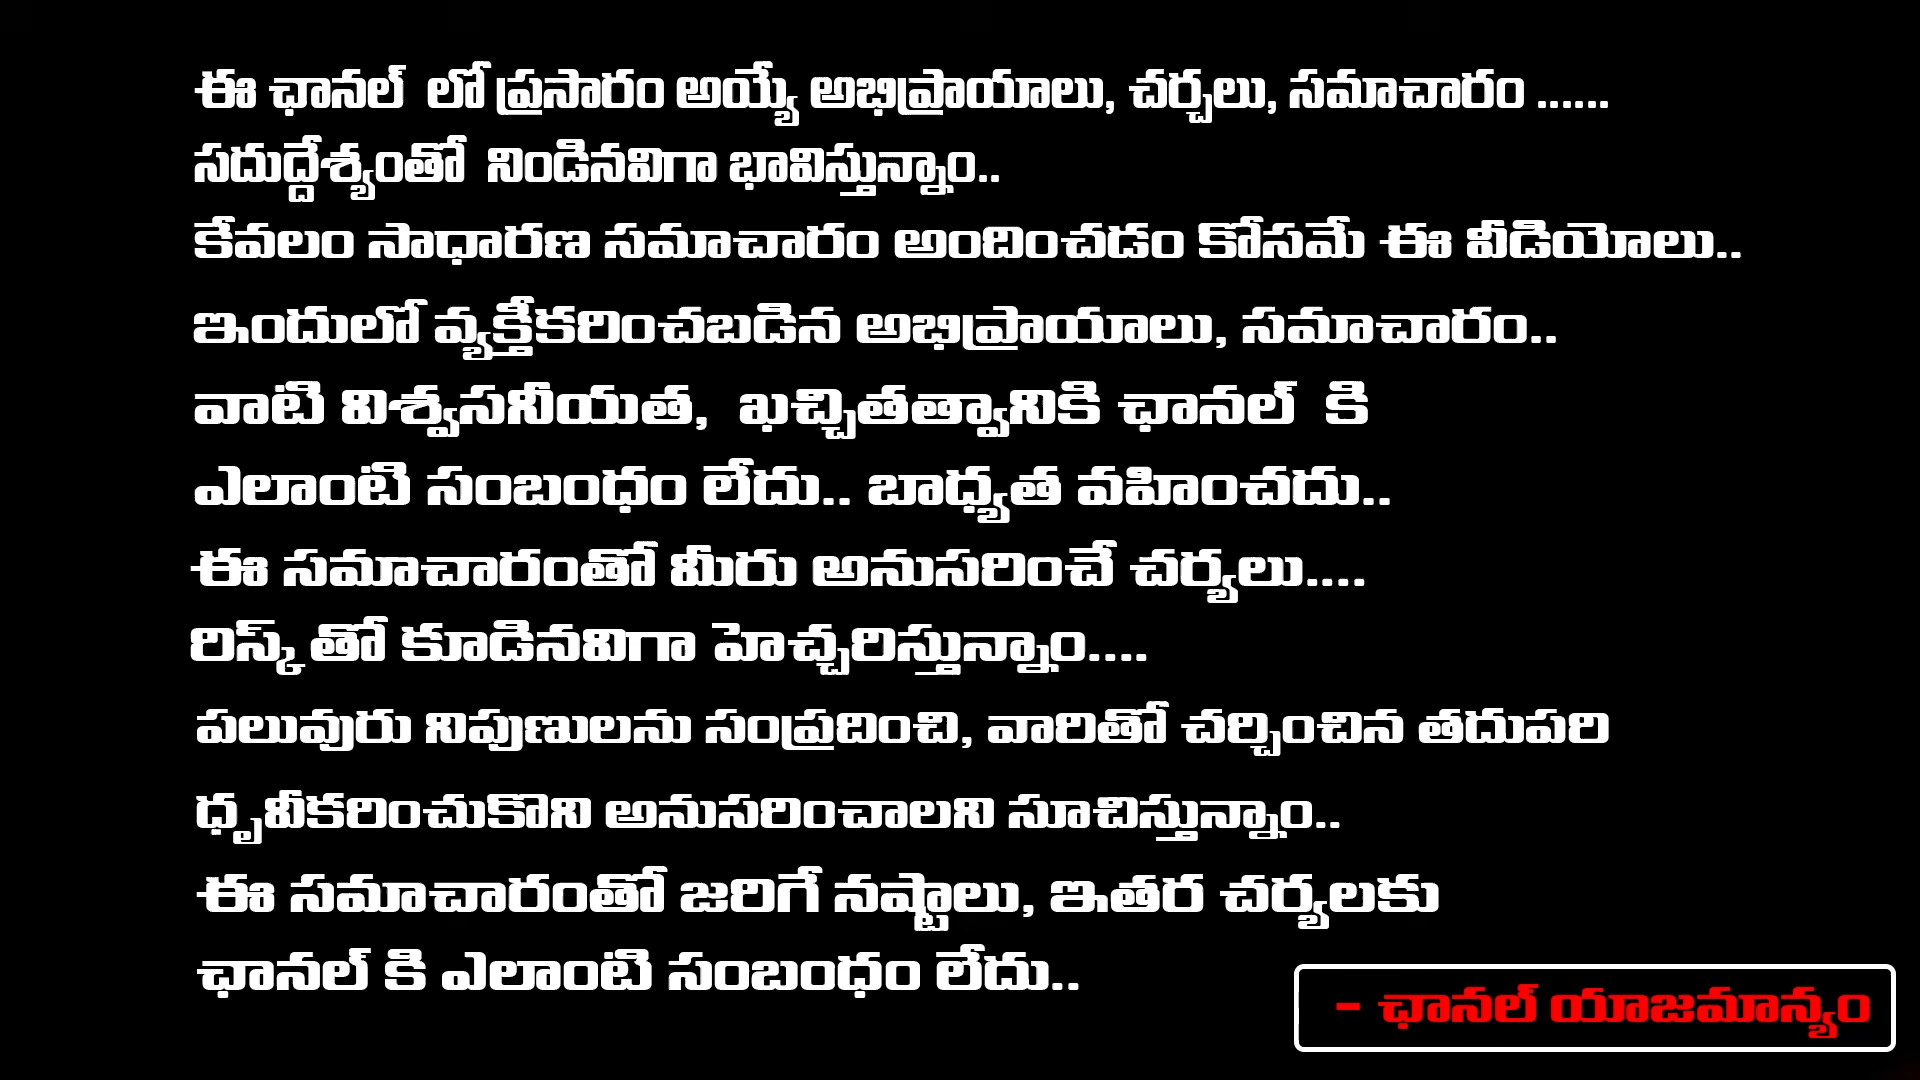 ఈ ఛానల్ లో ప్రసారం అయ్యే అభిప్రాయాలు, చర్చలు, సమాచారం ......
సదుద్దేశ్యంతో నిండినవిగా భావిస్తున్నాం..
కేవలం సాధారణ సమాచారం అందించడం కోసమే ఈ వీడియోలు..
ఇందులో వ్యక్తీకరించబడిన అభిప్రాయాలు, సమాచారం..
వాటి విశ్వసనీయత, ఖచ్చితత్వానికి ఛానల్ కి
ఎలాంటి సంబంధం లేదు.. బాధ్యత వహించదు..
ఈ సమాచారంతో మీరు అనుసరించే చర్యలు....
రిస్క్ తో కూడినవిగా హెచ్చరిస్తున్నాం....
పలువురు నిపుణులను సంప్రదించి, వారితో చర్చించిన తదుపరి
ధృవీకరించుకొని అనుసరించాలని సూచిస్తున్నాం..
ఈ సమాచారంతో జరిగే నష్టాలు, ఇతర చర్యలకు
ఛానల్ కి ఎలాంటి సంబంధం లేదు..
- ఛానల్ యాజమాన్యం